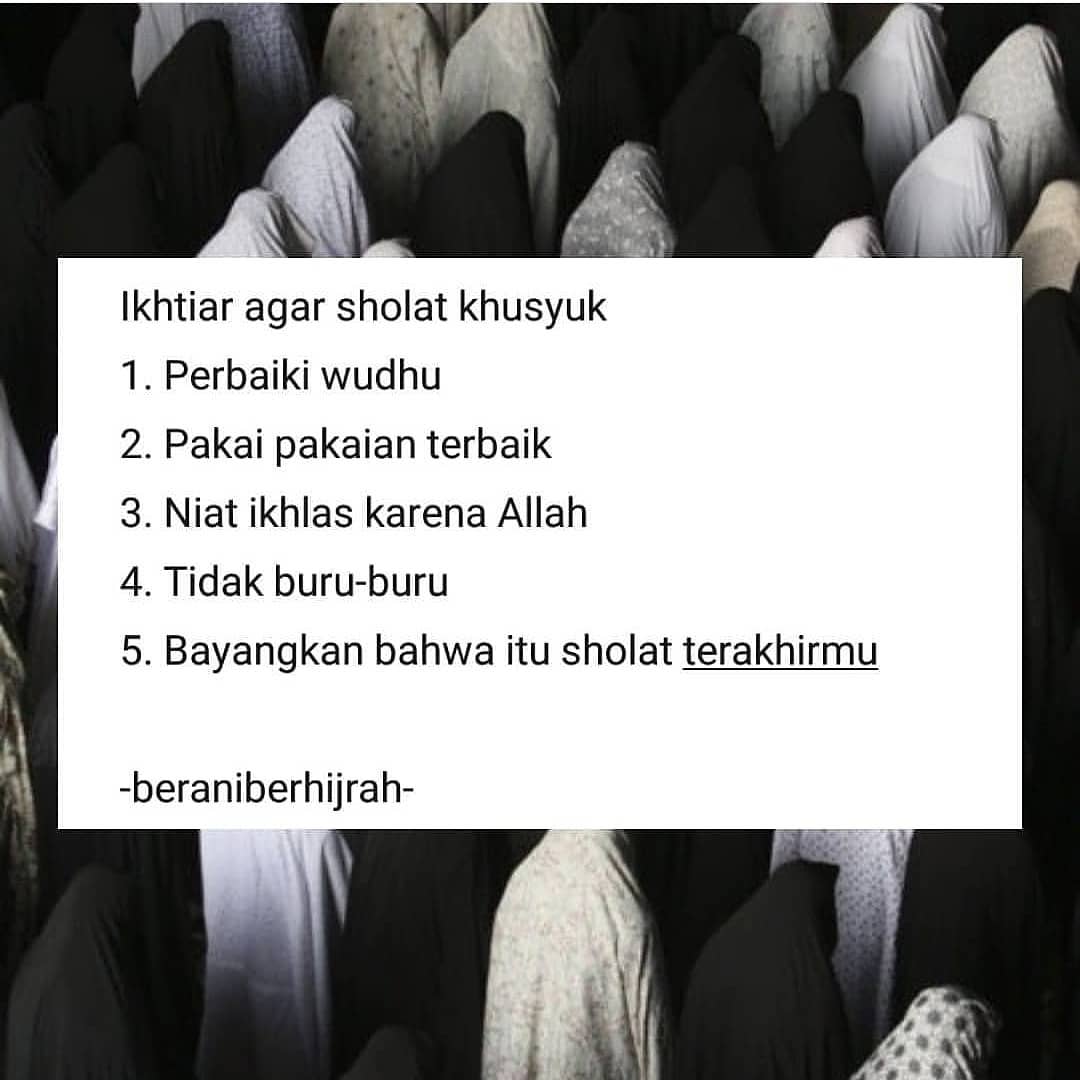 Ikhtiar agar sholat khusyuk
1. Perbaiki wudhu
2. Pakai pakaian terbaik
3. Niat ikhlas karena Allah
4. Tidak buru-buru
5. Bayangkan bahwa itu sholat terakhirmu
-beraniberhijrah-